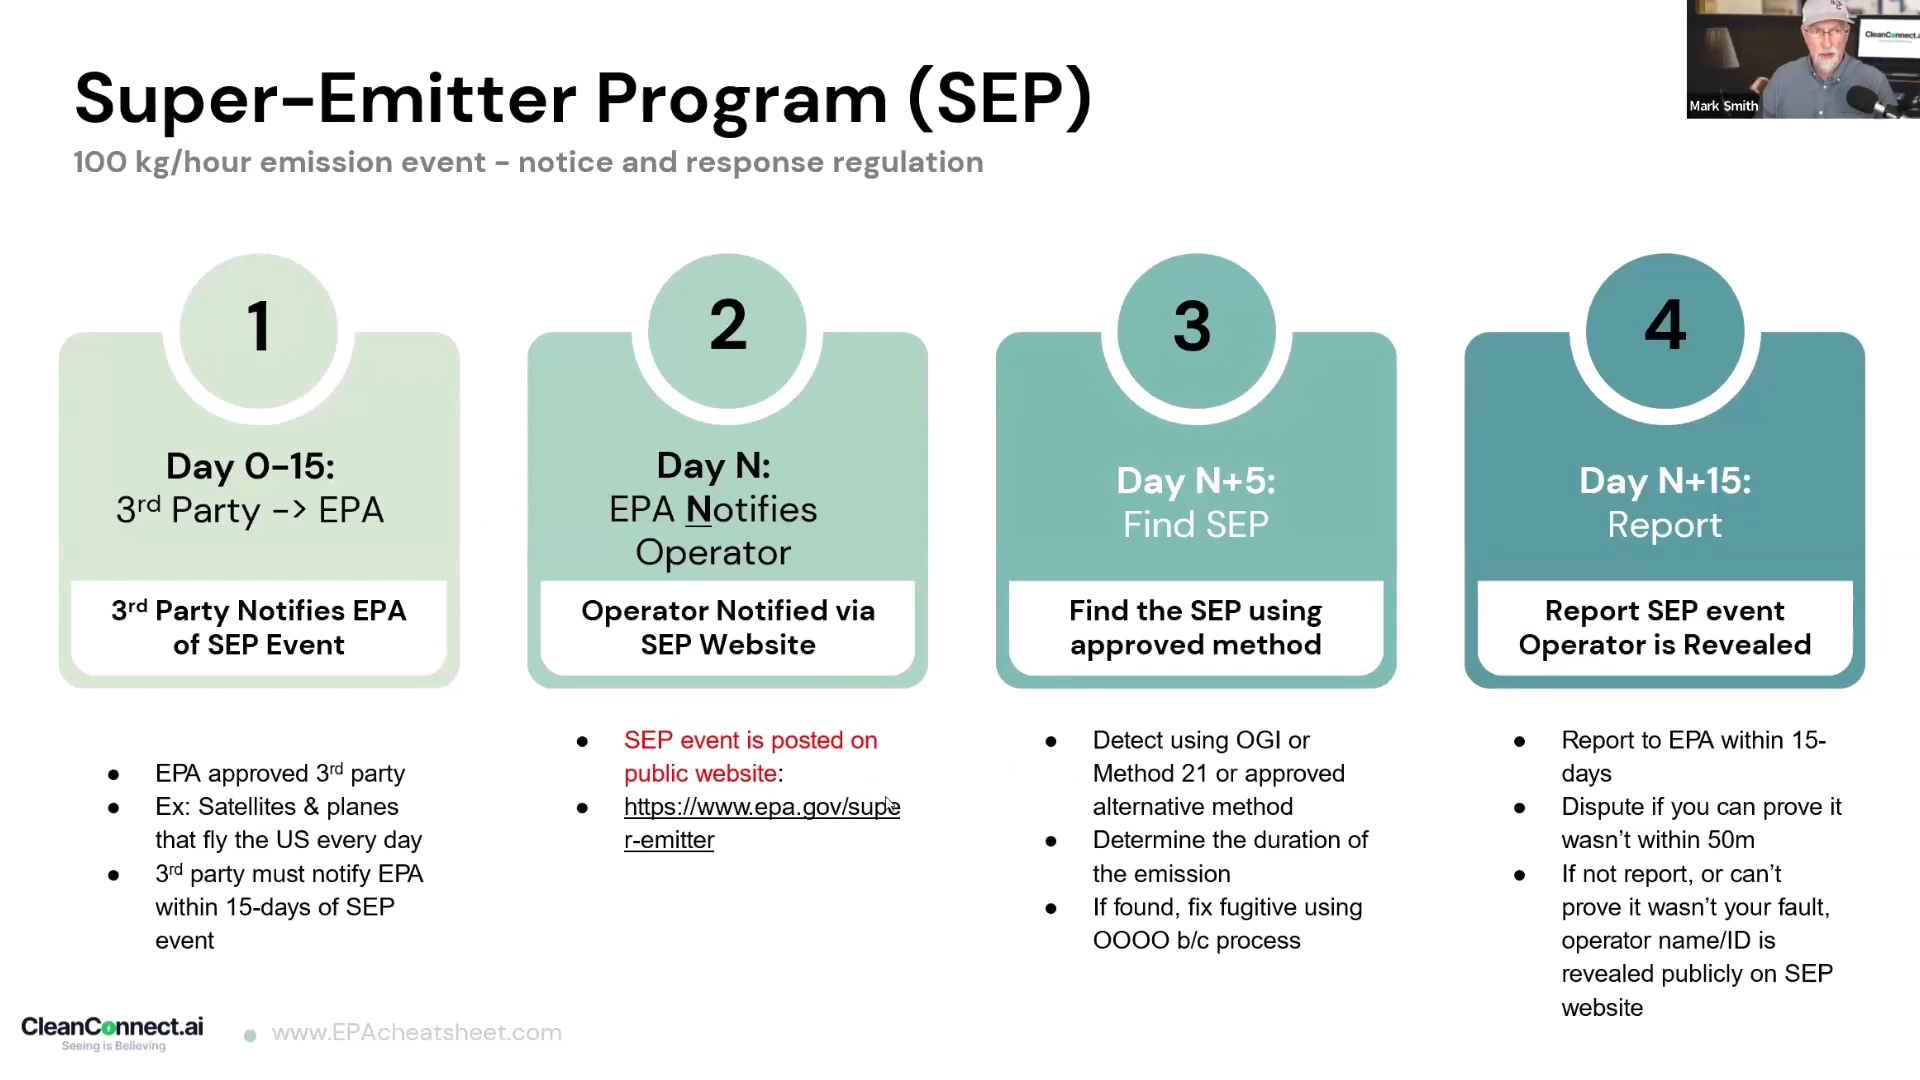 Super-Emitter Program (SEP)
100 kg/hour emission event - notice and response regulation
CleanConnect.a
Mark Smith
1
Day 0-15:
3rd Party -> EPA
3rd Party Notifies EPA
of SEP Event
● EPA approved 3rd party
● Ex: Satellites & planes
that fly the US every day
● 3rd party must notify EPA
within 15-days of SEP
event
2
Day N:
EPA Notifies
Operator
Operator Notified via
SEP Website
● SEP event is posted on
public website:
● https://www.epa.gov/supe
r-emitter
3
Day N+5:
Find SEP
Find the SEP using
approved method
● Detect using OGI or
Method 21 or approved
alternative method
● Determine the duration of
the emission
● If found, fix fugitive using
OOOO b/c process
4
Day N+15:
Report
Report SEP event
Operator is Revealed
● Report to EPA within 15-
days
● Dispute if you can prove it
wasn't within 50m
● If not report, or can't
prove it wasn't your fault,
operator name/ID is
revealed publicly on SEP
website
CleanConnect.ai
Seeing is Believing
www.EPAcheatsheet.com